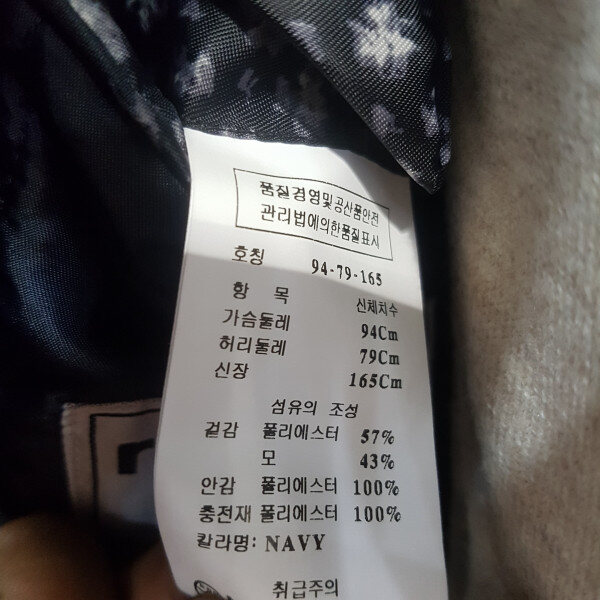 품질경영및공산품안전
관리법에의한품질표시
호칭 94-79-165
항 목 신체치수
가슴둘레 94Cm
허리둘레 79Cm
신장 165Cm
섬유의 조성
겉감 폴리에스터 57%
모 43%
안감 폴리에스터 100%
충전재 폴리에스터 100%
칼라명: NAVY
취급주의